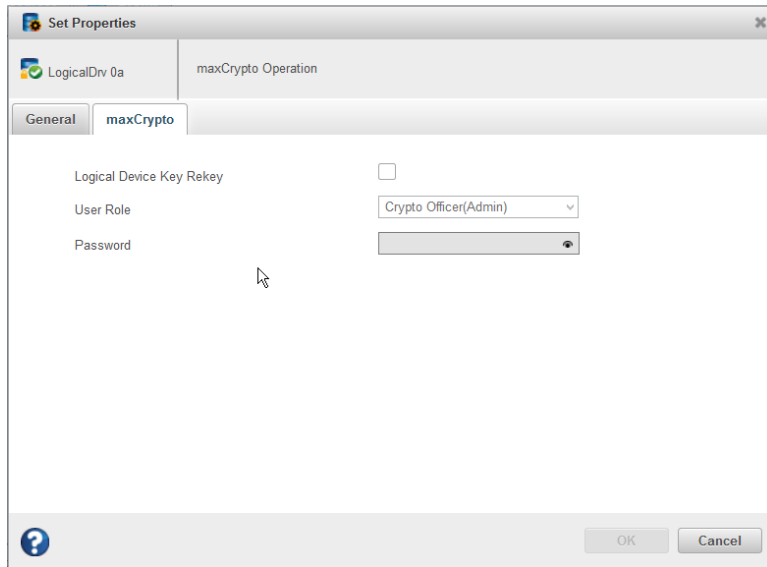 Set Properties
LogicalDrv 0a
maxCrypto Operation
General
maxCrypto
Logical Device Key Rekey
User Role
Crypto Officer(Admin)
Password
OK
Cancel